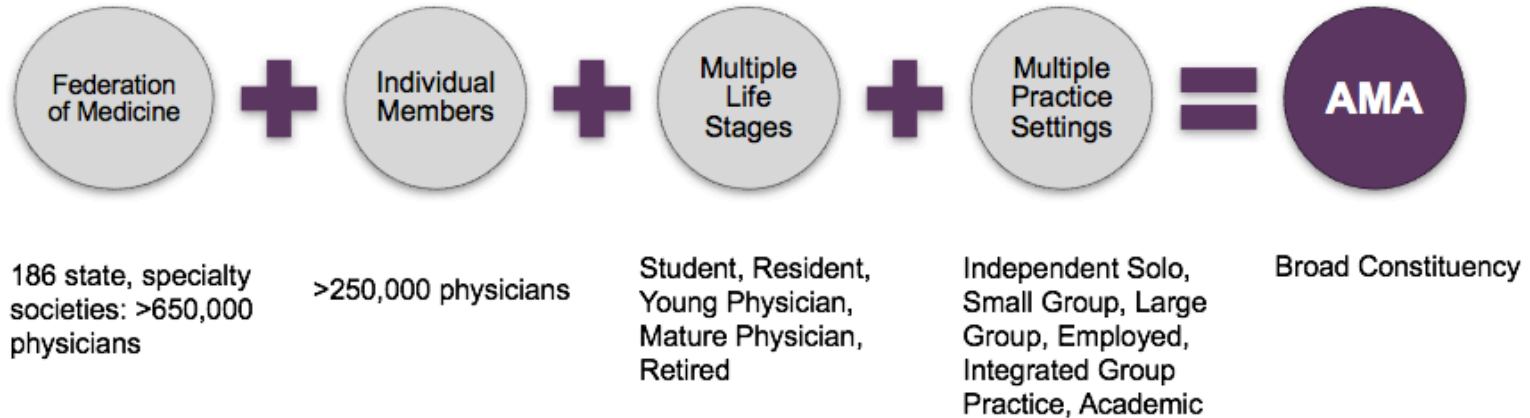 Federation
of Medicine
Individual
Members
Multiple
Life
Stages
Multiple
Practice
Settings
AMA
186 state, specialty
societies: >650,000
physicians
>250,000 physicians
Student, Resident,
Young Physician,
Mature Physician,
Retired
Independent Solo,
Small Group, Large
Group, Employed,
Integrated Group
Practice, Academic
Broad Constituency